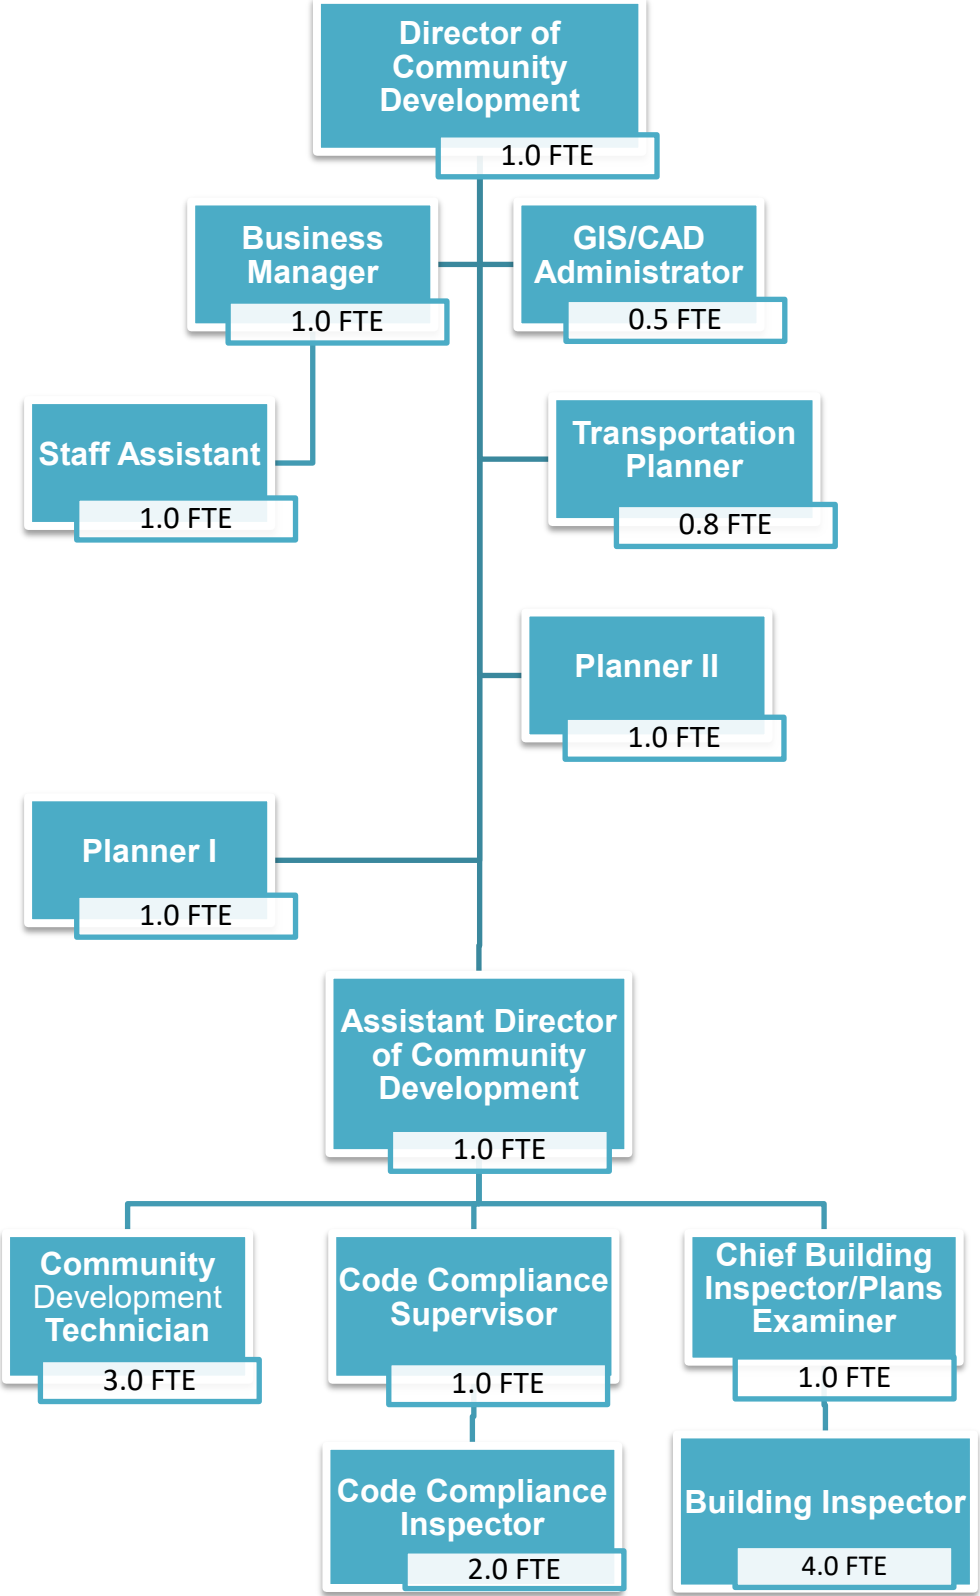 Director of
Community
Development
1.0 FTE
Business
Manager
1.0 FTE
GIS/CAD
Administrator
0.5 FTE
Staff Assistant
1.0 FTE
Transportation
Planner
0.8 FTE
Planner II
1.0 FTE
Planner I
1.0 FTE
Assistant Director
of Community
Development
1.0 FTE
Community
Development
Technician
3.0 FTE
Code Compliance
Supervisor
1.0 FTE
Chief Building
Inspector/Plans
Examiner
1.0 FTE
Code Compliance
Inspector
2.0 FTE
Building Inspector
4.0 FTE